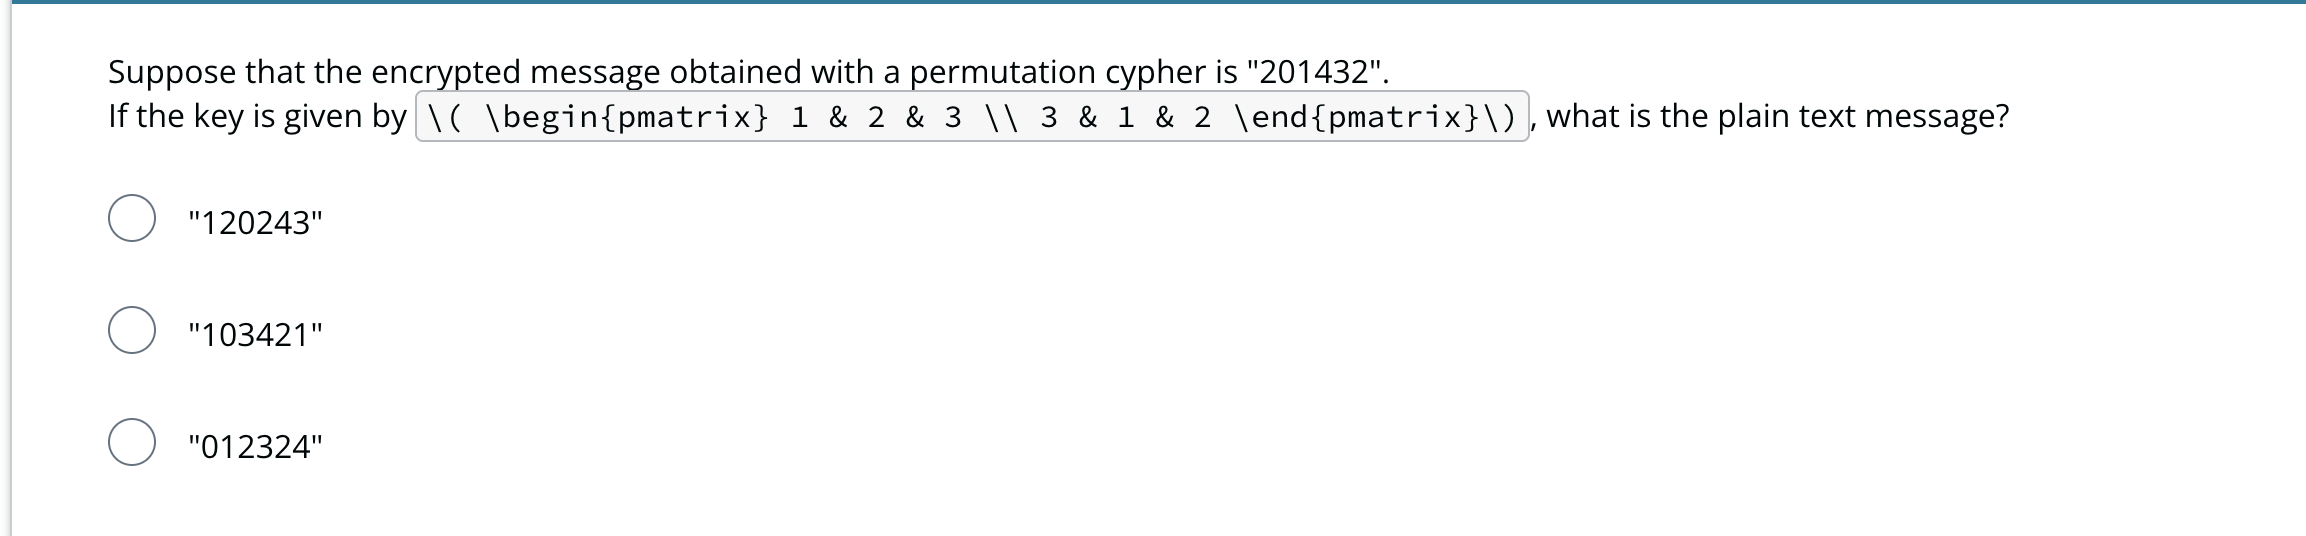 Suppose that the encrypted message obtained with a permutation cypher is "201432".
If the key is given by \( \begin{pmatrix} 1 & 2 & 3 \\ 3 & 1 & 2 \end{pmatrix}\) , what is the plain text message?
"120243"
"103421"
"012324"